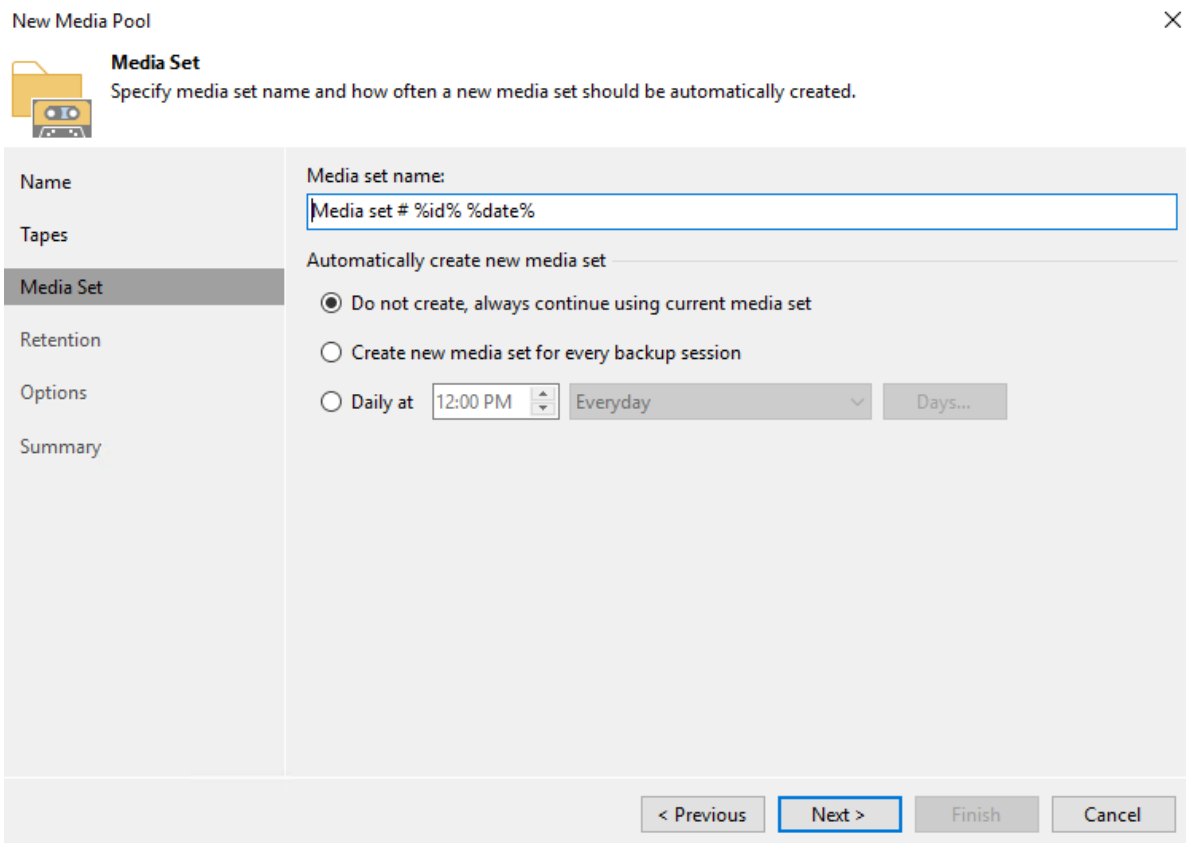 New Media Pool
Media Set
Specify media set name and how often a new media set should be automatically created.
Name
Tapes
Media Set
Retention
Options
Summary
Media set name:
Media set # %id% %date%
Automatically create new media set
Do not create, always continue using current media set
Create new media set for every backup session
Daily at 12:00 PM Everyday Days...
< Previous Next > Finish Cancel